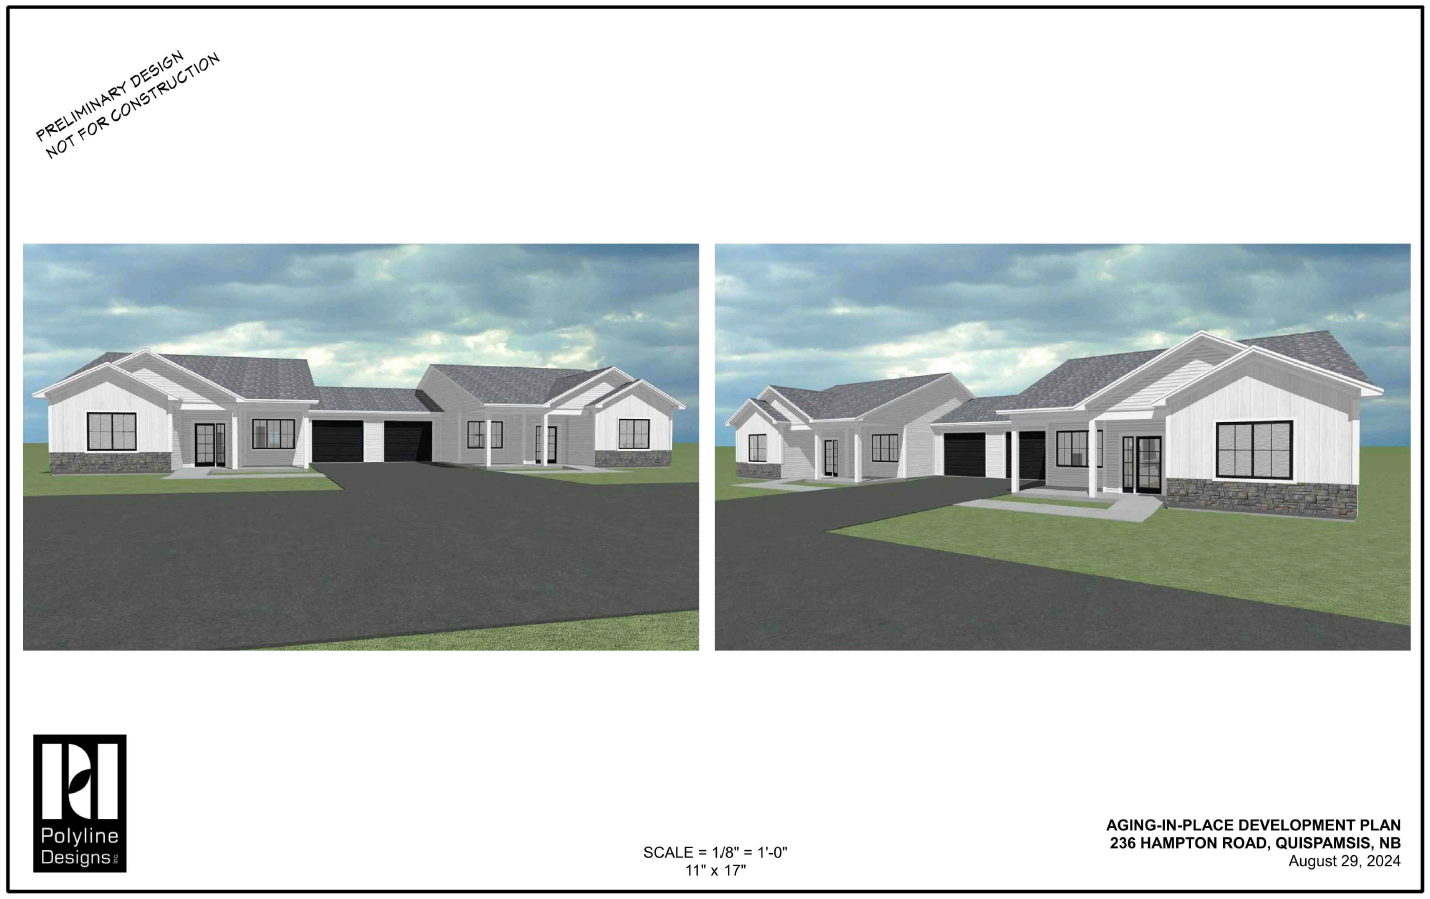 PRELIMINARY DESIGN
NOT FOR CONSTRUCTION
Polyline
Designs Inc.
SCALE = 1/8" = 1'-0"
11" x 17"
AGING-IN-PLACE DEVELOPMENT PLAN
236 HAMPTON ROAD, QUISPAMSIS, NB
August 29, 2024